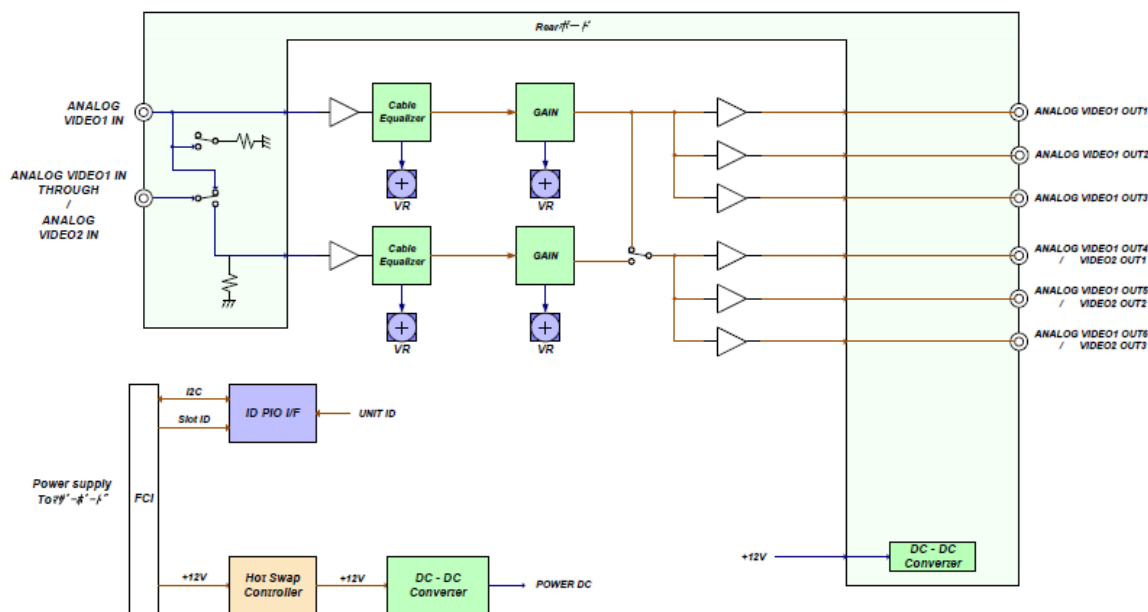 Rearボード
ANALOG
VIDEO1 IN
ANALOG VIDEO1 IN
THROUGH
/
ANALOG
VIDEO2 IN
Cable
Equalizer
GAIN
VR
VR
Cable
Equalizer
GAIN
VR
VR
ANALOG VIDEO1 OUT1
ANALOG VIDEO1 OUT2
ANALOG VIDEO1 OUT3
ANALOG VIDEO1 OUT4
/ VIDEO2 OUT1
ANALOG VIDEO1 OUT5
/ VIDEO2 OUT2
ANALOG VIDEO1 OUT6
/ VIDEO2 OUT3
I2C
Slot ID
ID PIO I/F
UNIT ID
Power supply
Toマザーボード
FCI
+12V
Hot Swap
Controller
+12V
DC - DC
Converter
POWER DC
+12V
DC - DC
Converter